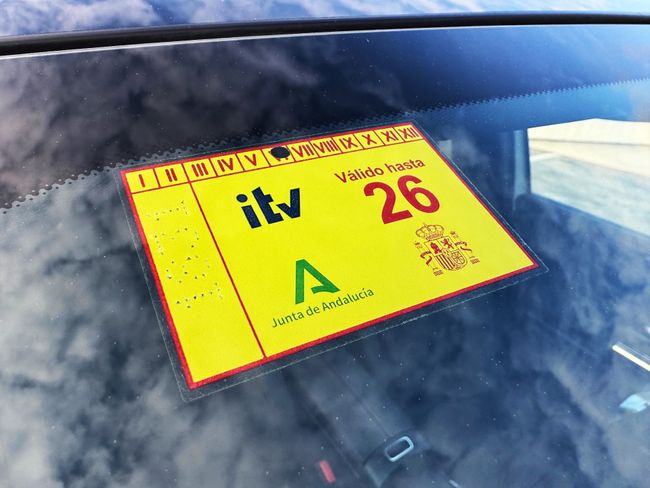 I II III IV V VII VIII IX X XI XII
itv
Válido hasta
26
Junta de Andalucía